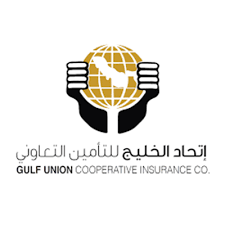 إتحاد الخليج للتأمين التعاوني
GULF UNION COOPERATIVE INSURANCE CO.